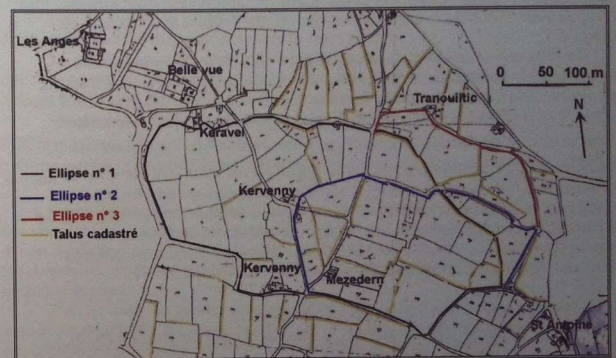 Les Anges
Belle vue
0 50 100 m
Tranouiltic
N
Keravel
Ellipse n° 1
Ellipse n° 2
Ellipse n° 3
Talus cadastré
Kervenny
Kervenny
Mezedern
St Antoine